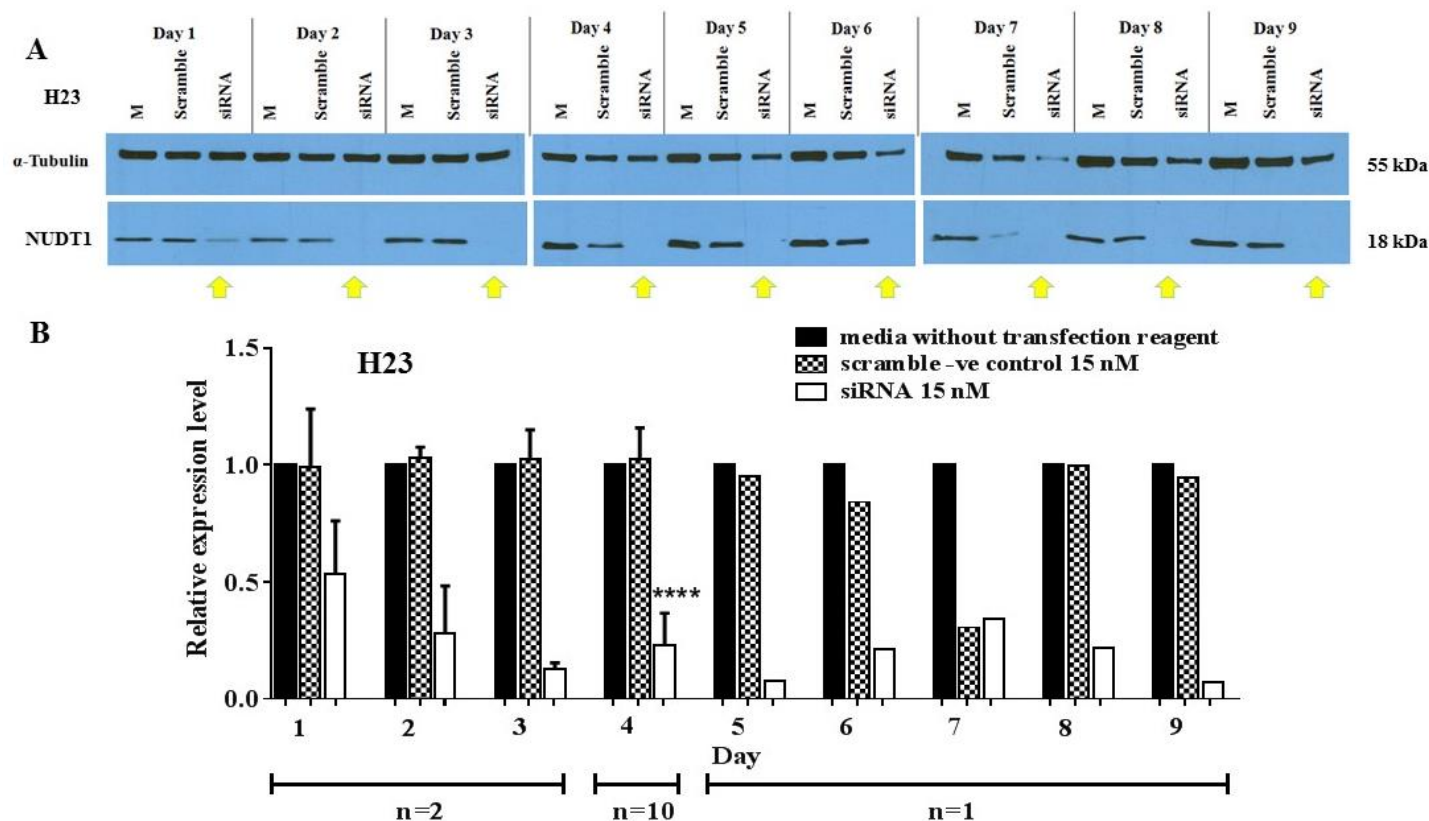 A
H23
Day 1 Day 2 Day 3 Day 4 Day 5 Day 6 Day 7 Day 8 Day 9
M Scramble siRNA M Scramble siRNA M Scramble siRNA M Scramble siRNA M Scramble siRNA M Scramble siRNA M Scramble siRNA M Scramble siRNA M Scramble siRNA
α-Tubulin 55 kDa
NUDT1 18 kDa
B
H23
media without transfection reagent
scramble -ve control 15 nM
siRNA 15 nM
Relative expression level
1.5
1.0
0.5
0.0
****
1 2 3 4 5 6 7 8 9
Day
n=2 n=10 n=1